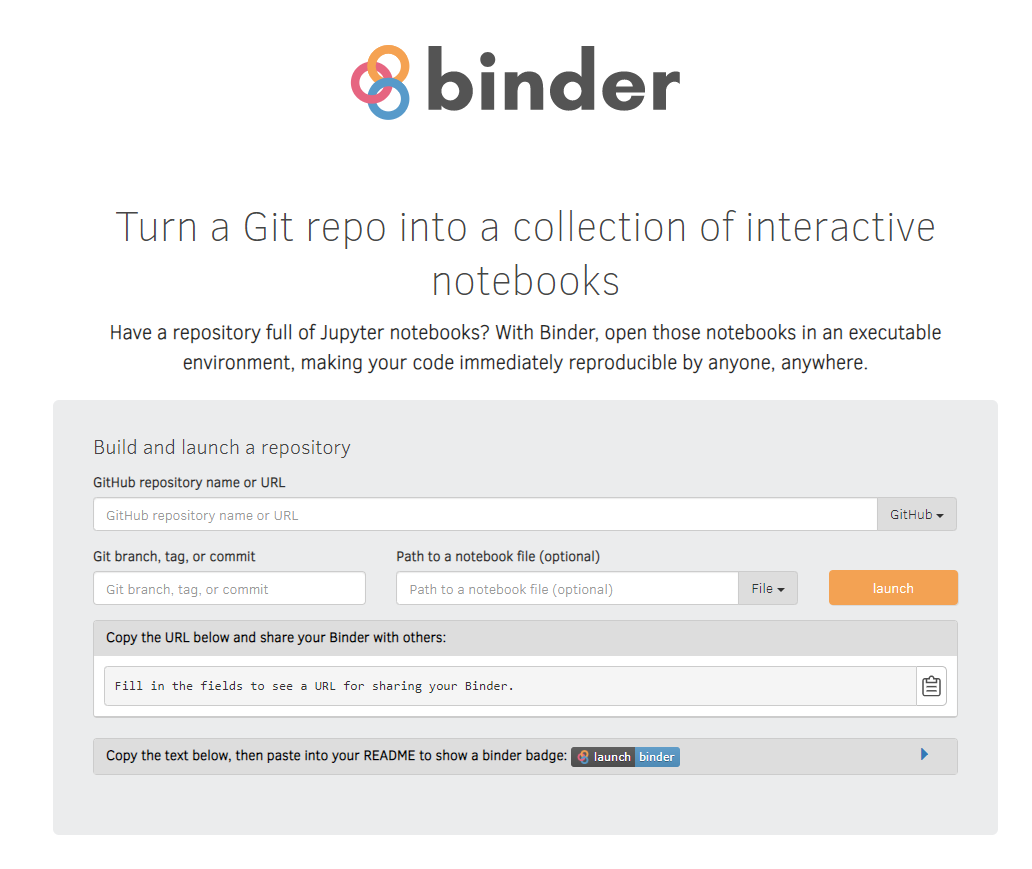 binder
Turn a Git repo into a collection of interactive
notebooks
Have a repository full of Jupyter notebooks? With Binder, open those notebooks in an executable
environment, making your code immediately reproducible by anyone, anywhere.
Build and launch a repository
GitHub repository name or URL
GitHub repository name or URL GitHub
Git branch, tag, or commit Path to a notebook file (optional)
Git branch, tag, or commit Path to a notebook file (optional) File launch
Copy the URL below and share your Binder with others:
Fill in the fields to see a URL for sharing your Binder.
Copy the text below, then paste into your README to show a binder badge: launch binder